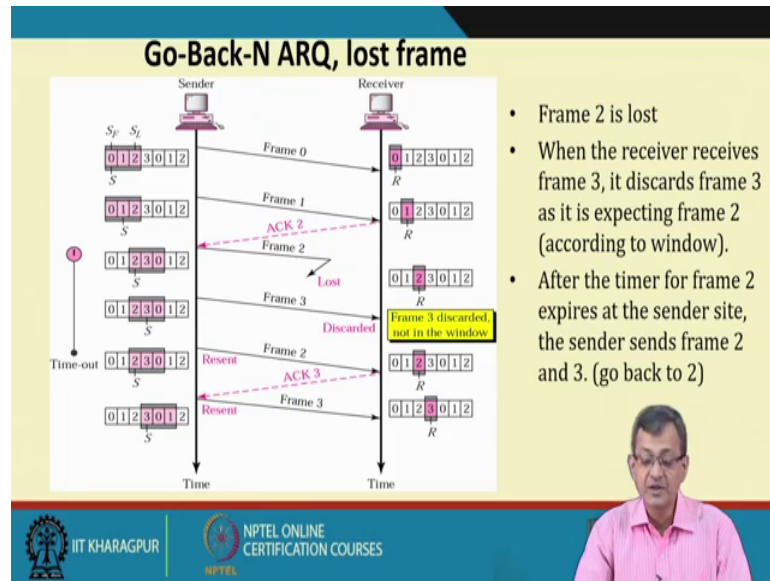 Go-Back-N ARQ, lost frame
Sender
Receiver
S_F S_L
0 1 2 3 0 1 2
S
Frame 0
0 1 2 3 0 1 2
R
0 1 2 3 0 1 2
S
Frame 1
0 1 2 3 0 1 2
R
ACK 2
0 1 2 3 0 1 2
S
Frame 2
Lost
0 1 2 3 0 1 2
R
0 1 2 3 0 1 2
S
Frame 3
Discarded
Frame 3 discarded,
not in the window
Time-out
0 1 2 3 0 1 2
S
Resent
Frame 2
0 1 2 3 0 1 2
R
ACK 3
0 1 2 3 0 1 2
S
Resent
Frame 3
0 1 2 3 0 1 2
R
Time
Time
• Frame 2 is lost
• When the receiver receives
frame 3, it discards frame 3
as it is expecting frame 2
(according to window).
• After the timer for frame 2
expires at the sender site,
the sender sends frame 2
and 3. (go back to 2)
IIT KHARAGPUR
NPTEL
NPTEL ONLINE
CERTIFICATION COURSES